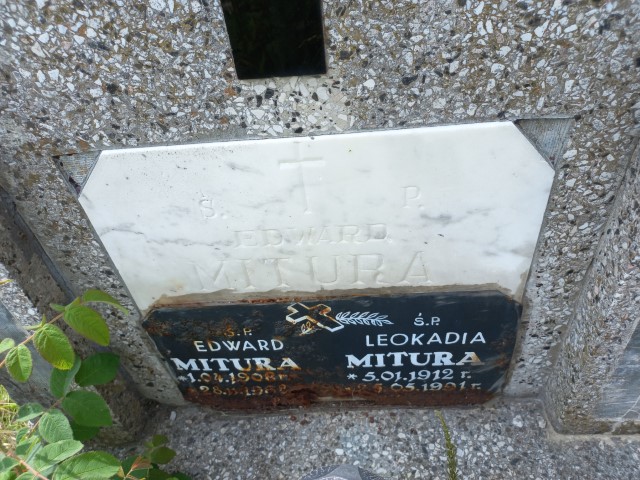 Ś. P.
EDWARD
MITURA
Ś.P.
EDWARD
MITURA
Ś.P.
LEOKADIA
MITURA
* 5.01.1912 r.